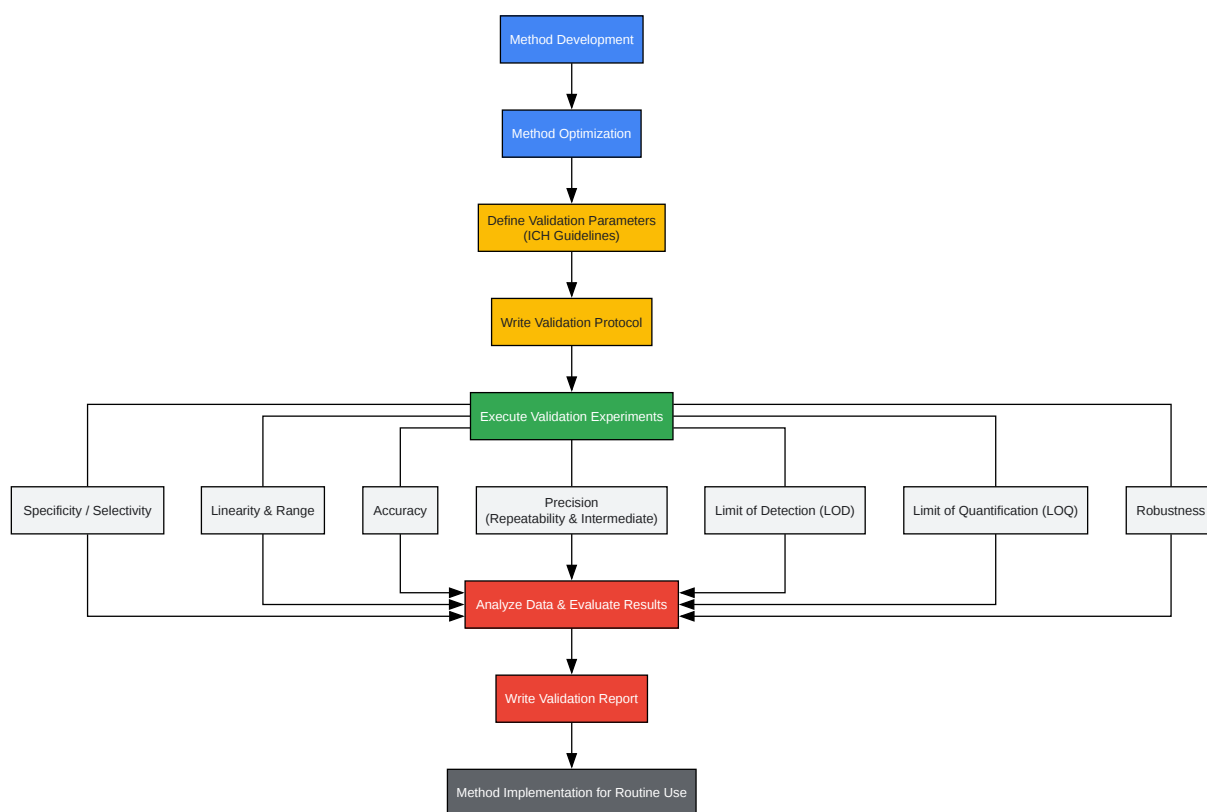 Method Development
Method Optimization
Define Validation Parameters
(ICH Guidelines)
Write Validation Protocol
Execute Validation Experiments
Specificity / Selectivity
Linearity & Range
Accuracy
Precision
(Repeatability & Intermediate)
Limit of Detection (LOD)
Limit of Quantification (LOQ)
Robustness
Analyze Data & Evaluate Results
Write Validation Report
Method Implementation for Routine Use